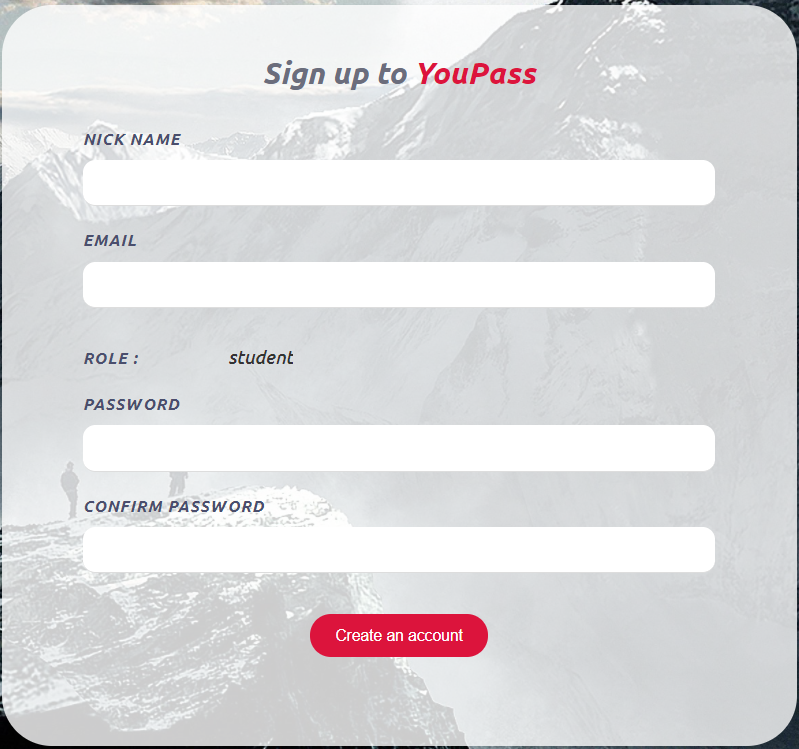 Sign up to YouPass
NICK NAME
EMAIL
ROLE : student
PASSWORD
CONFIRM PASSWORD
Create an account